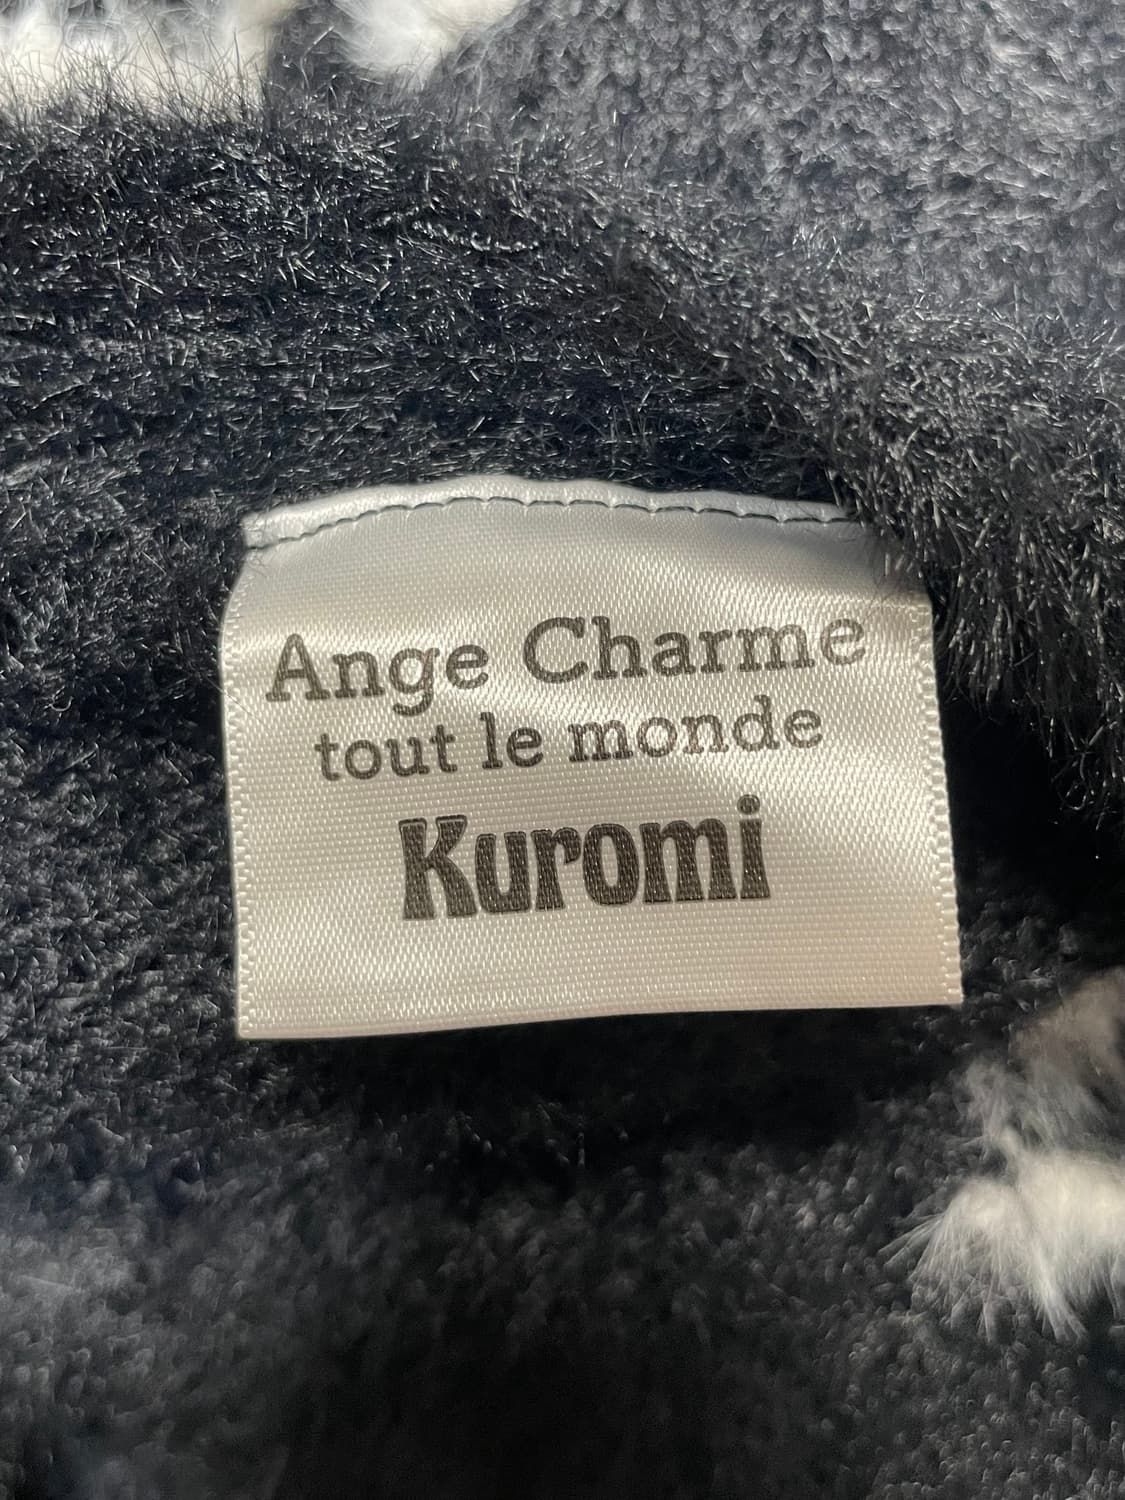 Ange Charme
tout le monde
Kuromi